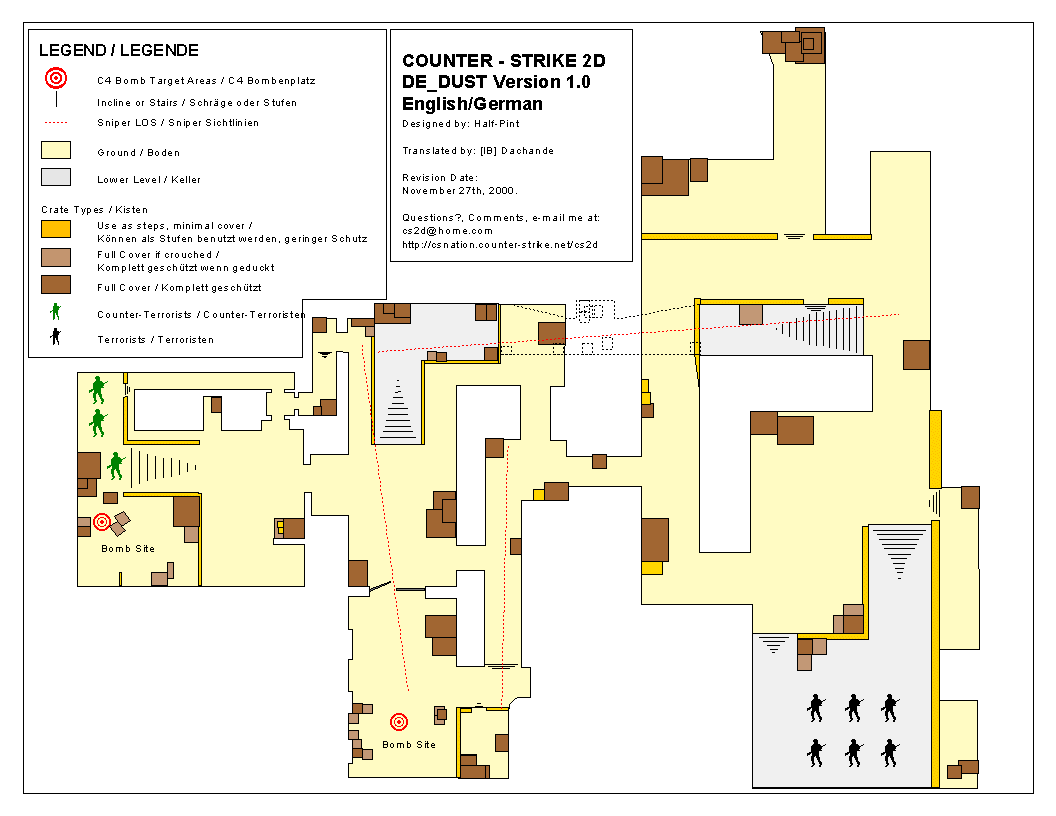 LEGEND / LEGENDE
C4 Bomb Target Areas / C4 Bombenplatz
Incline or Stairs / Schräge oder Stufen
Sniper LOS / Sniper Sichtlinien
Ground / Boden
Lower Level / Keller
Crate Types / Kisten
Use as steps, minimal cover /
Können als Stufen benutzt werden, geringer Schutz
Full Cover if crouched /
Komplett geschützt wenn geduckt
Full Cover / Komplett geschützt
Counter-Terrorists / Counter-Terroristen
Terrorists / Terroristen
COUNTER - STRIKE 2D
DE_DUST Version 1.0
English/German
Designed by: Half-Pint
Translated by: [IB] Dachande
Revision Date:
November 27th, 2000.
Questions?, Comments, e-mail me at:
cs2d@home.com
http://csnation.counter-strike.net/cs2d
Bomb Site
Bomb Site